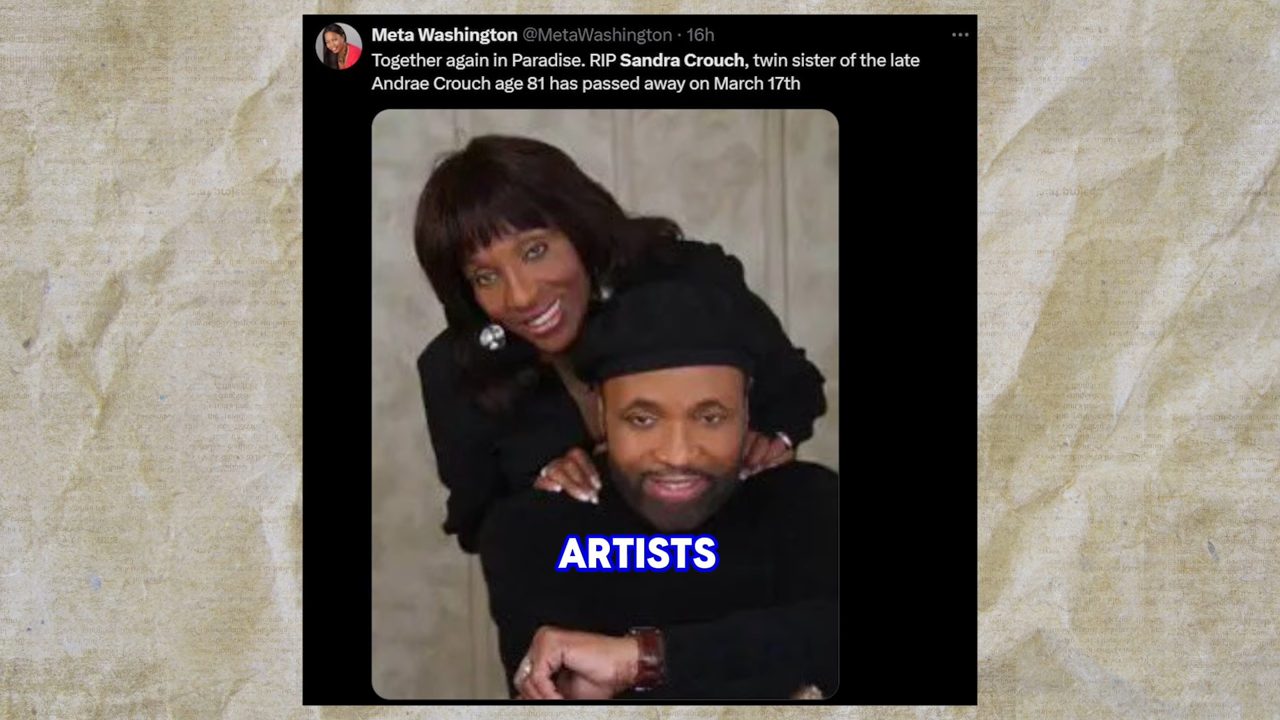 Meta Washington @MetaWashington · 16h
Together again in Paradise. RIP Sandra Crouch, twin sister of the late
Andrae Crouch age 81 has passed away on March 17th
ARTISTS